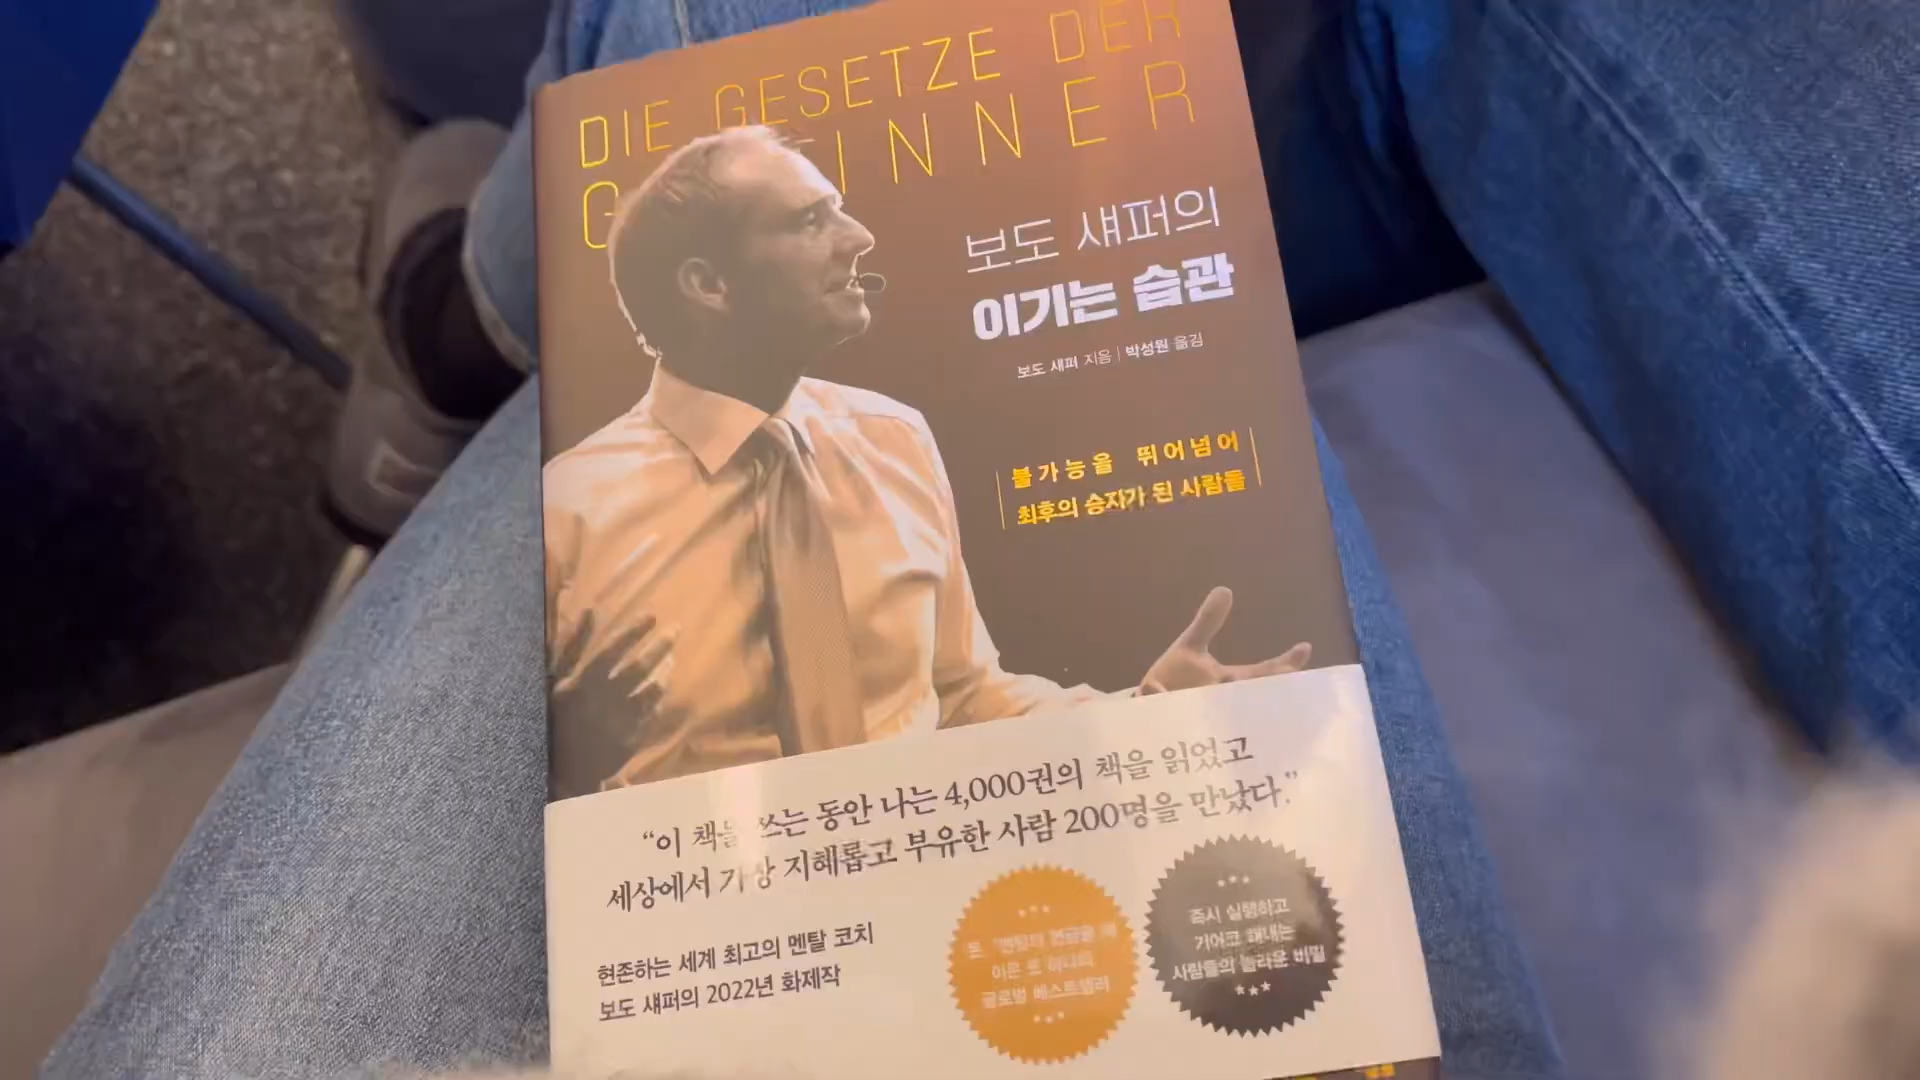 DIE GESETZE DER
G INNER
보도 섀퍼의
이기는 습관
보도 섀퍼 지음 | 박성원 옮김
불가능을 뛰어넘어
최후의 승자가 된 사람들
“이 책을 쓰는 동안 나는 4,000권의 책을 읽었고
세상에서 가장 지혜롭고 부유한 사람 200명을 만났다.”
현존하는 세계 최고의 멘탈 코치
보도 섀퍼의 2022년 화제작
이은 또 하나의
글로벌 베스트셀러
즉시 실행하고
기어코 해내는
사람들의 놀라운 비밀